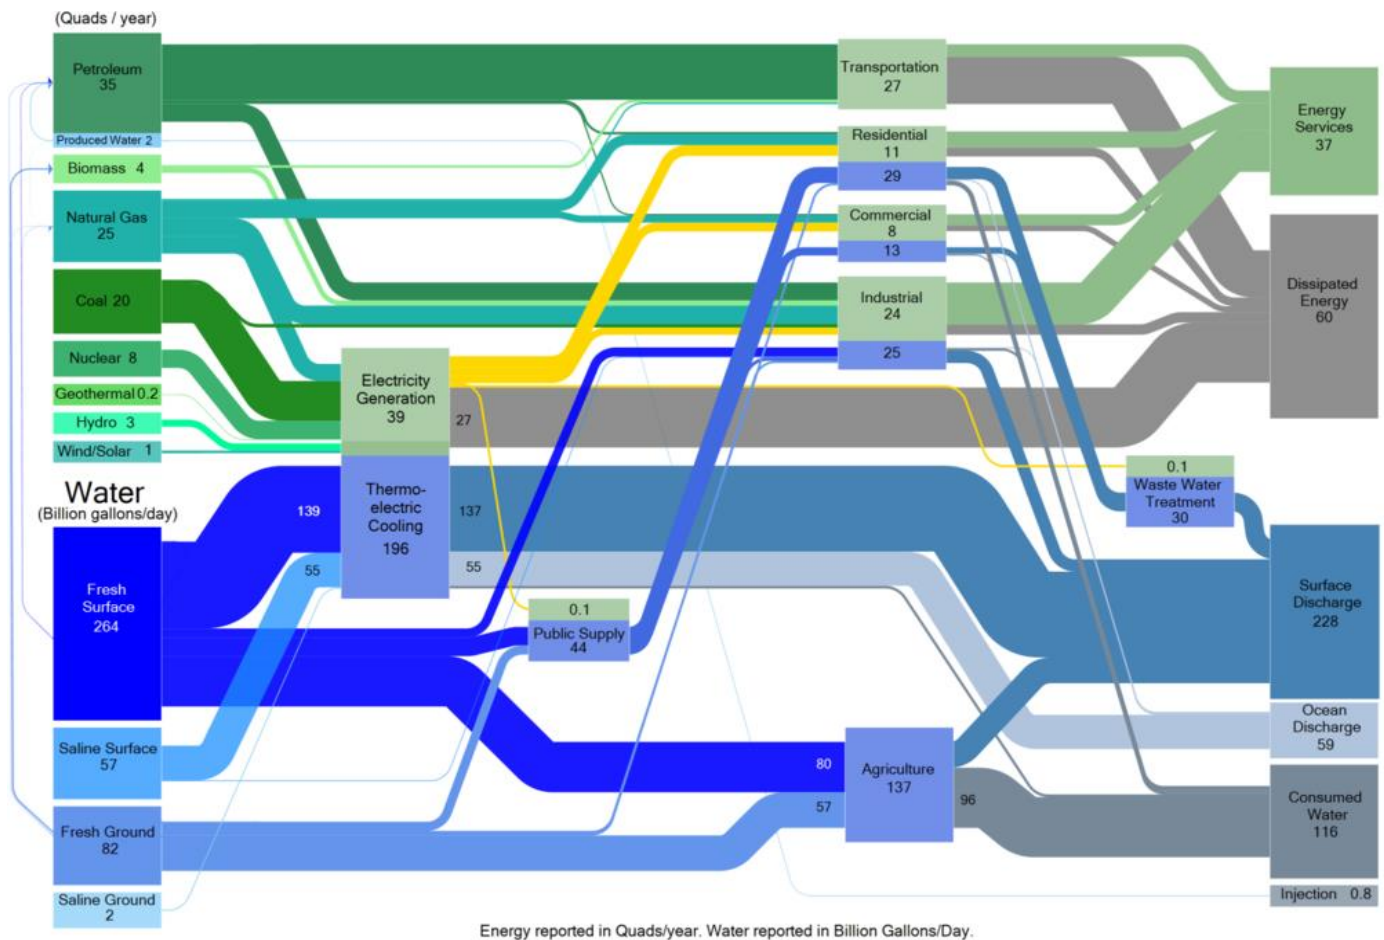 (Quads / year)
Petroleum
35
Produced Water 2
Biomass 4
Natural Gas
25
Coal 20
Nuclear 8
Geothermal 0.2
Hydro 3
Wind/Solar 1
Water
(Billion gallons/day)
Fresh
Surface
264
Saline Surface
57
Fresh Ground
82
Saline Ground
2
Electricity
Generation
39
27
Thermo-
electric
Cooling
196
139
55
137
55
0.1
Public Supply
44
Transportation
27
Residential
11
29
Commercial
8
13
Industrial
24
25
80
57
Agriculture
137
96
0.1
Waste Water
Treatment
30
Energy
Services
37
Dissipated
Energy
60
Surface
Discharge
228
Ocean
Discharge
59
Consumed
Water
116
Injection 0.8
Energy reported in Quads/year. Water reported in Billion Gallons/Day.